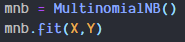 mnb = MultinomialNB()
mnb.fit(X,Y)